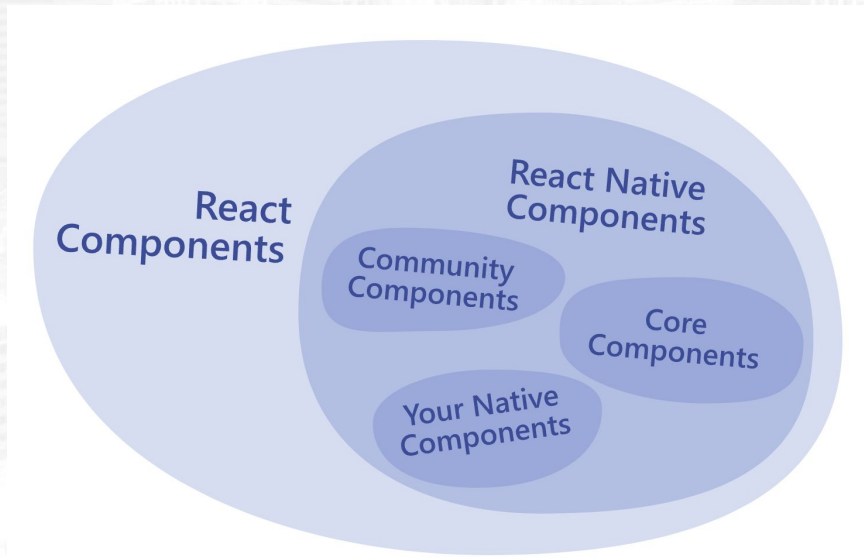 React
Components
React Native
Components
Community
Components
Core
Components
Your Native
Components